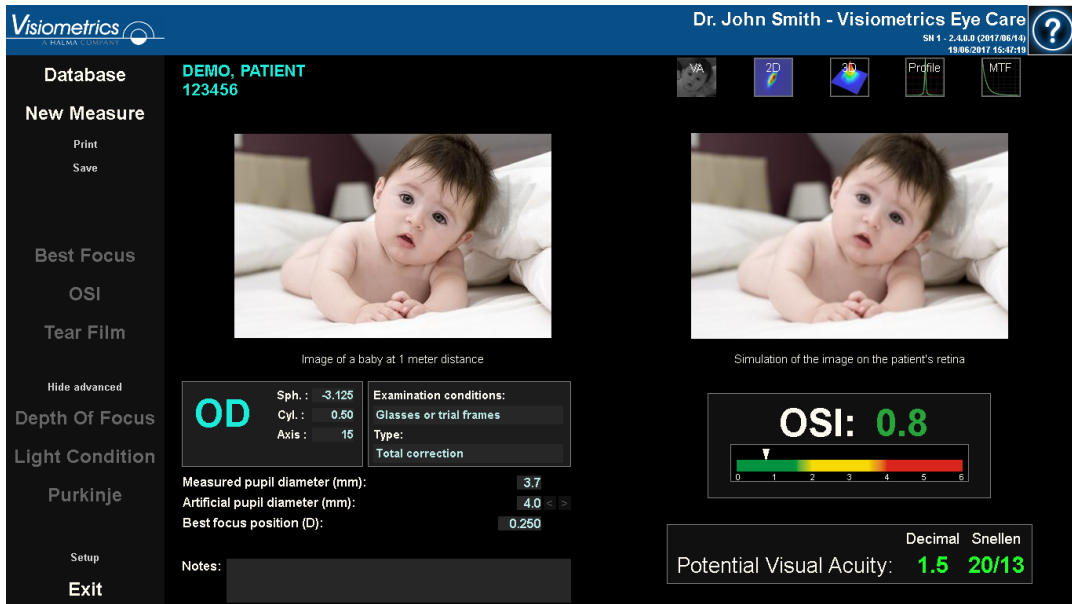 Visiometrics
A HALMA COMPANY
Dr. John Smith - Visiometrics Eye Care
SN 1 - 2.4.0.0 (2017/06/14)
19/06/2017 15:47:19
?
Database
New Measure
Print
Save
Best Focus
OSI
Tear Film
Hide advanced
Depth Of Focus
Light Condition
Purkinje
Setup
Exit
DEMO, PATIENT
123456
VA 2D 3D Profile MTF
Image of a baby at 1 meter distance
Simulation of the image on the patient's retina
OD
Sph. : -3.125
Cyl. : 0.50
Axis : 15
Examination conditions:
Glasses or trial frames
Type:
Total correction
Measured pupil diameter (mm): 3.7
Artificial pupil diameter (mm): 4.0 < >
Best focus position (D): 0.250
Notes:
OSI: 0.8
0 1 2 3 4 5 6
Decimal Snellen
Potential Visual Acuity: 1.5 20/13